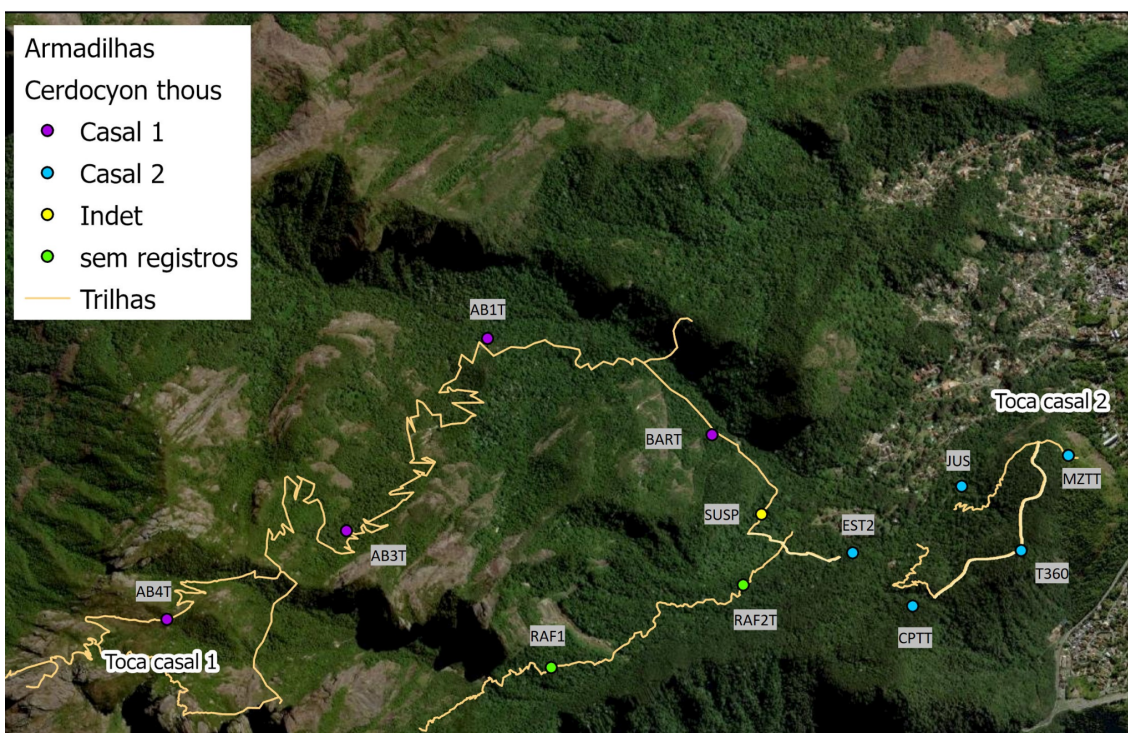 Armadilhas
Cerdocyon thous
Casal 1
Casal 2
Indet
sem registros
Trilhas
AB1T
Toca casal 2
BART
JUS
MZTT
SUSP
EST2
AB3T
T360
AB4T
RAF2T
CPTT
RAF1
Toca casal 1